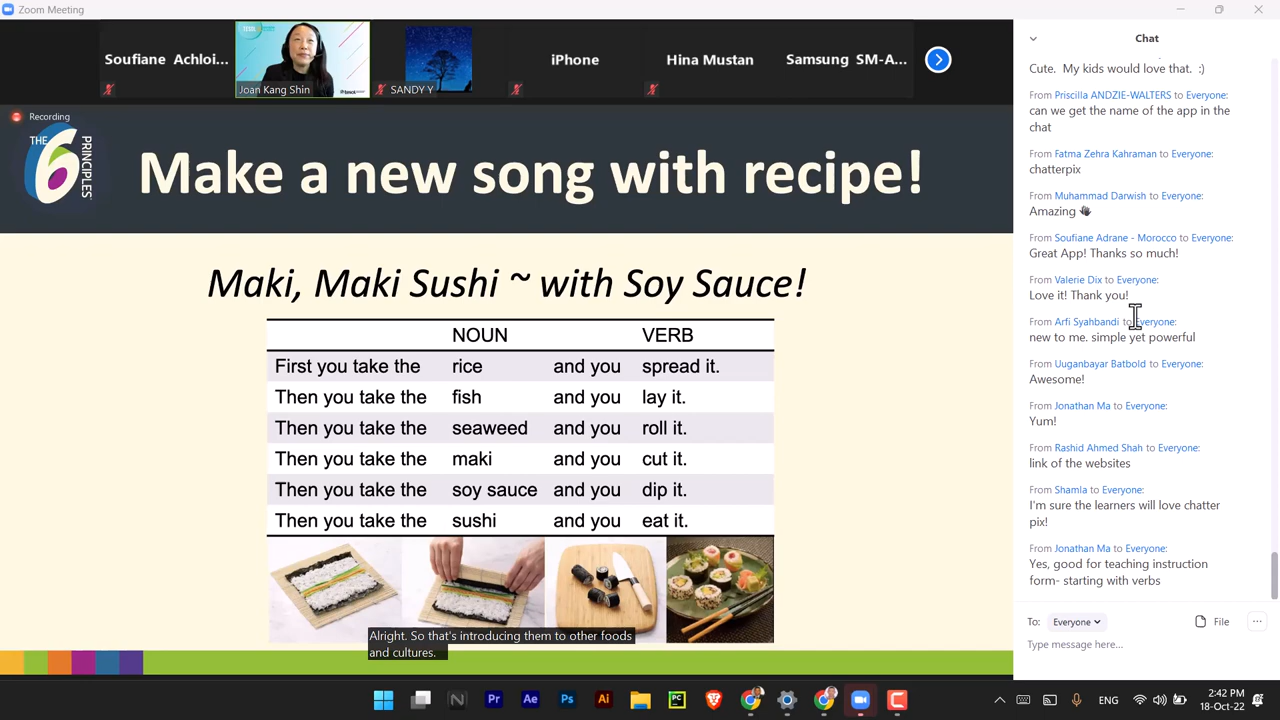 Zoom Meeting
Soufiane Achloi...
Joan Kang Shin
SANDY Y
iPhone
Hina Mustan
Samsung SM-A...
Recording
THE 6 PRINCIPLES
Make a new song with recipe!
Maki, Maki Sushi ~ with Soy Sauce!
NOUN VERB
First you take the rice and you spread it.
Then you take the fish and you lay it.
Then you take the seaweed and you roll it.
Then you take the maki and you cut it.
Then you take the soy sauce and you dip it.
Then you take the sushi and you eat it.
Alright. So that's introducing them to other foods
and cultures.
Chat
Cute. My kids would love that. :)
From Priscilla ANDZIE-WALTERS to Everyone:
can we get the name of the app in the
chat
From Fatma Zehra Kahraman to Everyone:
chatterpix
From Muhammad Darwish to Everyone:
Amazing 👋
From Soufiane Adrane - Morocco to Everyone:
Great App! Thanks so much!
From Valerie Dix to Everyone:
Love it! Thank you!
From Arfi Syahbandi to Everyone:
new to me. simple yet powerful
From Uuganbayar Batbold to Everyone:
Awesome!
From Jonathan Ma to Everyone:
Yum!
From Rashid Ahmed Shah to Everyone:
link of the websites
From Shamla to Everyone:
I'm sure the learners will love chatter
pix!
From Jonathan Ma to Everyone:
Yes, good for teaching instruction
form- starting with verbs
To: Everyone File ...
Type message here...
N Pr Ae Ps Ai PC
ENG
2:42 PM
18-Oct-22